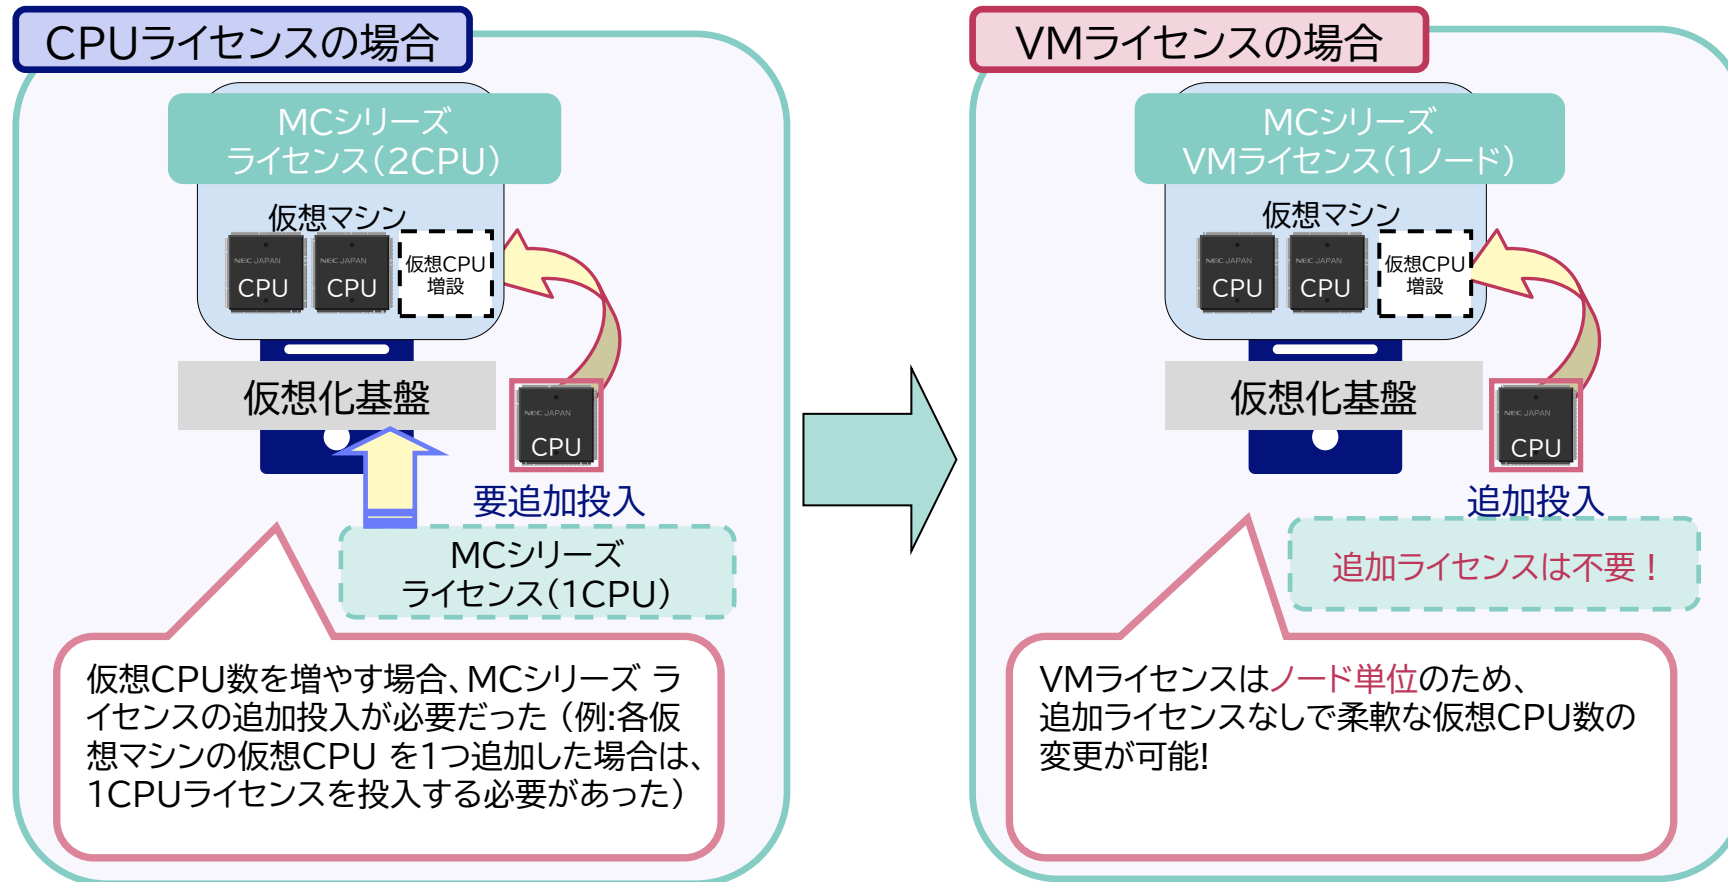 CPUライセンスの場合
MCシリーズ
ライセンス（2CPU）
仮想マシン
NEC JAPAN
CPU
NEC JAPAN
CPU
仮想CPU
増設
仮想化基盤
NEC JAPAN
CPU
要追加投入
MCシリーズ
ライセンス（1CPU）
仮想CPU数を増やす場合、MCシリーズ ラ
イセンスの追加投入が必要だった （例:各仮
想マシンの仮想CPU を1つ追加した場合は、
1CPUライセンスを投入する必要があった）
VMライセンスの場合
MCシリーズ
VMライセンス（1ノード）
仮想マシン
NEC JAPAN
CPU
NEC JAPAN
CPU
仮想CPU
増設
仮想化基盤
NEC JAPAN
CPU
追加投入
追加ライセンスは不要！
VMライセンスはノード単位のため、
追加ライセンスなしで柔軟な仮想CPU数の
変更が可能!